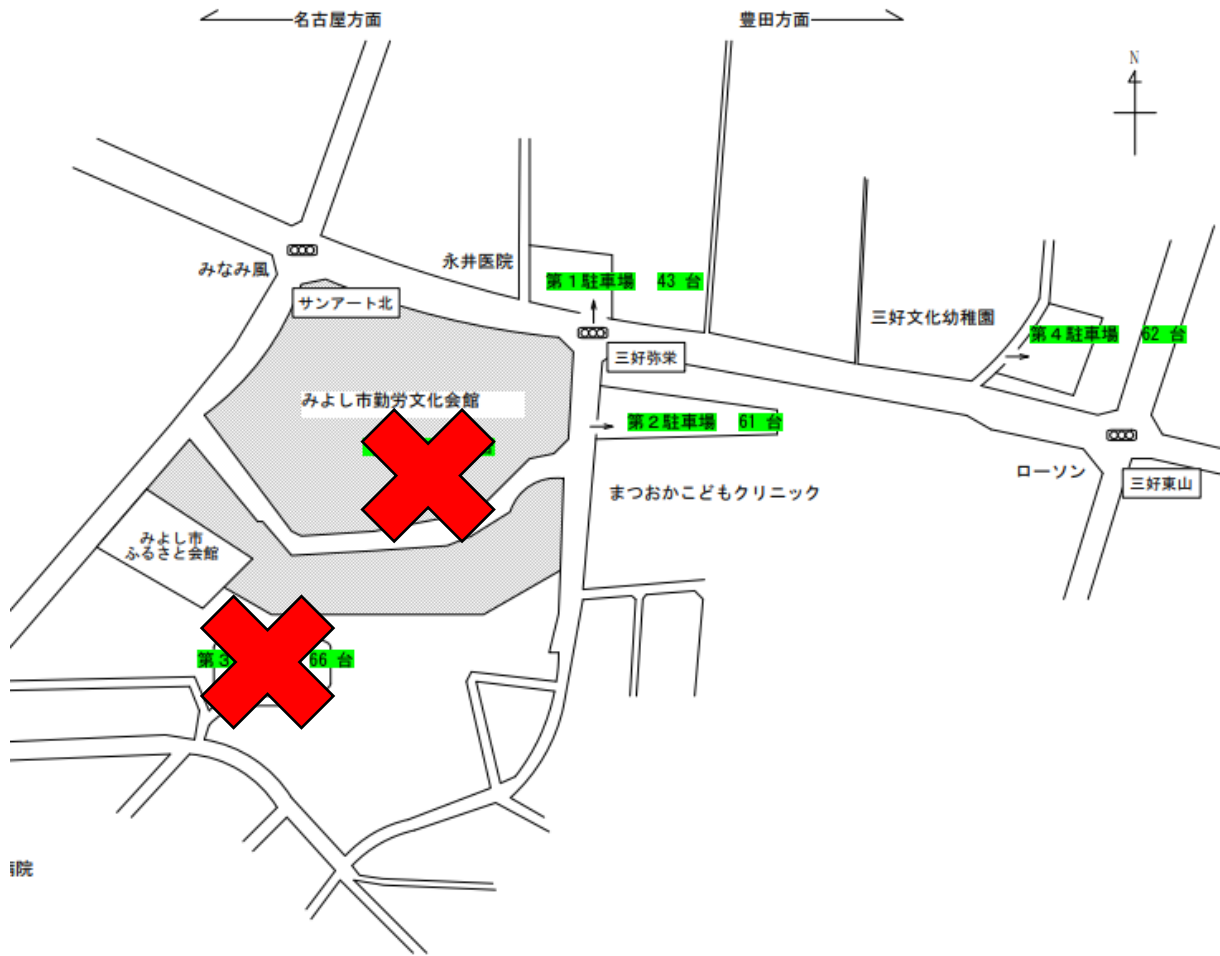 名古屋方面
豊田方面
N
みなみ風
永井医院
サンアート北
第1駐車場 43 台
三好弥栄
三好文化幼稚園
第4駐車場 62 台
みよし市勤労文化会館
第2駐車場 61 台
台
まつおかこどもクリニック
ローソン
三好東山
みよし市
ふるさと会館
第3 66 台
院